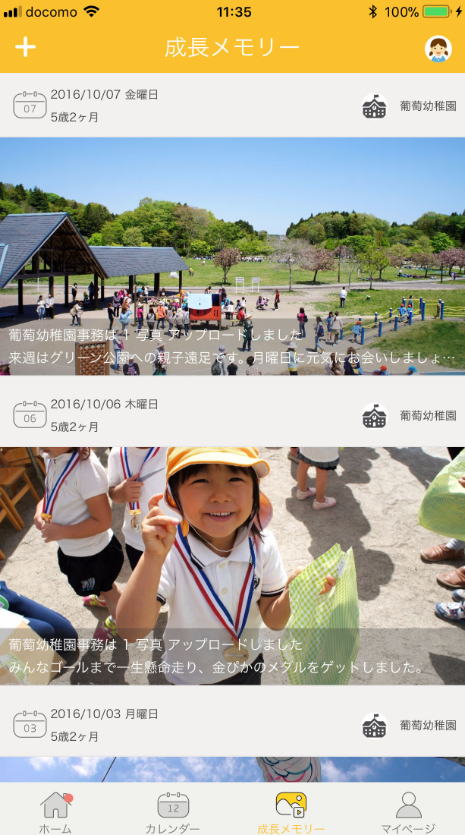 docomo 11:35 100%
成長メモリー
07 2016/10/07 金曜日
5歳2ヶ月
葡萄幼稚園
葡萄幼稚園事務は 1 写真 アップロードしました
来週はグリーン公園への親子遠足です。月曜日に元気にお会いしましょ…
06 2016/10/06 木曜日
5歳2ヶ月
葡萄幼稚園
葡萄幼稚園事務は 1 写真 アップロードしました
みんなゴールまで一生懸命走り、金ぴかのメダルをゲットしました。
03 2016/10/03 月曜日
5歳2ヶ月
葡萄幼稚園
12
ホーム カレンダー 成長メモリー マイページ